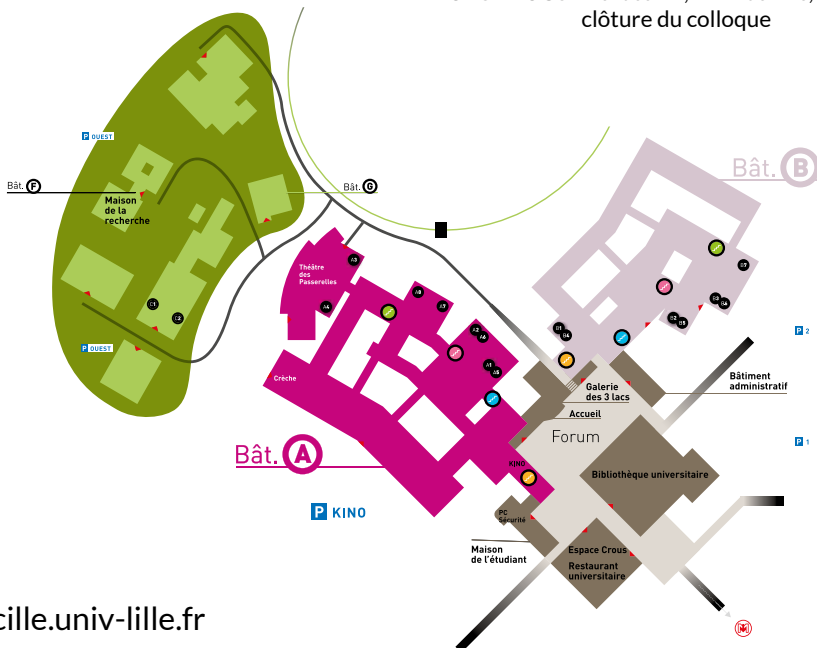 clôture du colloque
P OUEST
Bât. F
Maison
de la
recherche
Bât. G
Bât. B
Théâtre
des
Passerelles
A3
A4
A8
A7
A2
A6
A1
A5
C1
C2
B7
B3
B6
B2
B5
B1
B4
P 2
P OUEST
Crèche
Galerie
des 3 lacs
Bâtiment
administratif
Accueil
Forum
P 1
Bât. A
KINO
Bibliothèque universitaire
P KINO
PC
Sécurité
Maison
de l'étudiant
Espace Crous
Restaurant
universitaire
cille.univ-lille.fr